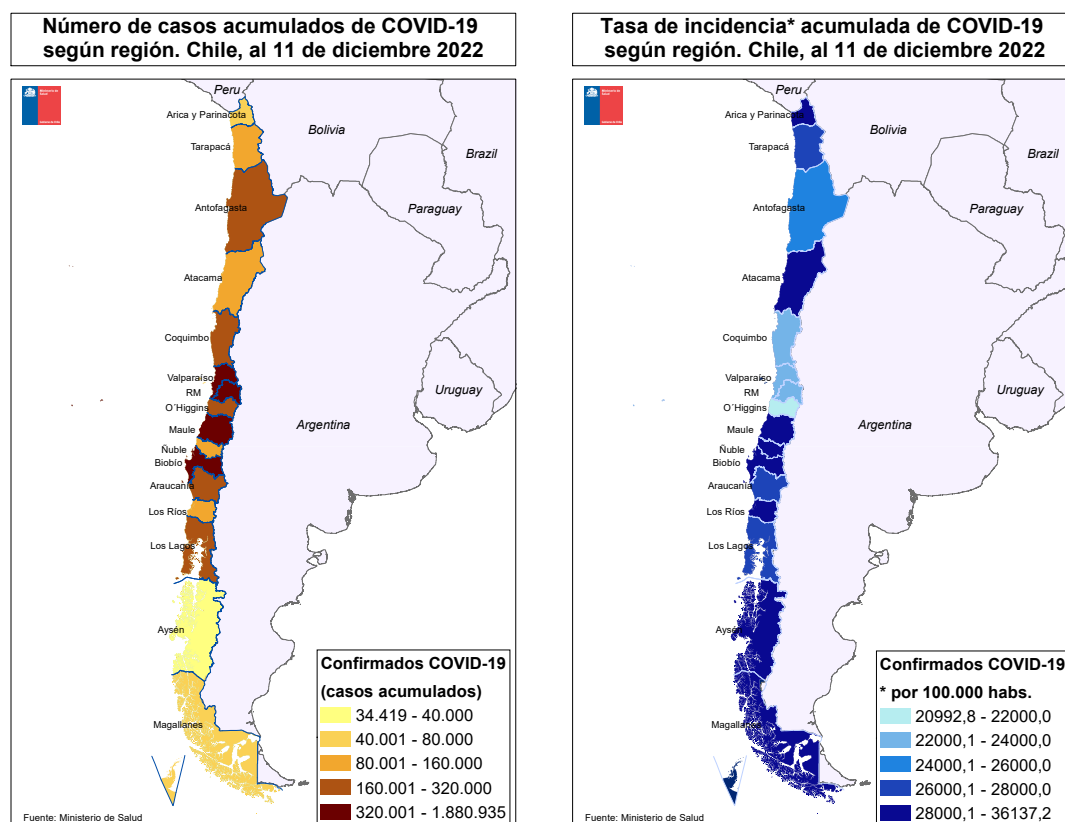 Número de casos acumulados de COVID-19
según región. Chile, al 11 de diciembre 2022
Ministerio de
Salud
Peru
Arica y Parinacota
Bolivia
Tarapacá
Brazil
Antofagasta
Paraguay
Atacama
Coquimbo
Valparaíso
RM
Uruguay
O´Higgins
Argentina
Maule
Ñuble
Biobío
Araucanía
Los Ríos
Los Lagos
Aysén
Magallanes
Confirmados COVID-19
(casos acumulados)
34.419 - 40.000
40.001 - 80.000
80.001 - 160.000
160.001 - 320.000
320.001 - 1.880.935
Fuente: Ministerio de Salud
Tasa de incidencia* acumulada de COVID-19
según región. Chile, al 11 de diciembre 2022
Ministerio de
Salud
Peru
Arica y Parinacota
Bolivia
Tarapacá
Brazil
Antofagasta
Paraguay
Atacama
Coquimbo
Valparaíso
RM
Uruguay
O´Higgins
Argentina
Maule
Ñuble
Biobío
Araucanía
Los Ríos
Los Lagos
Aysén
Magallanes
Confirmados COVID-19
* por 100.000 habs.
20992,8 - 22000,0
22000,1 - 24000,0
24000,1 - 26000,0
26000,1 - 28000,0
28000,1 - 36137,2
Fuente: Ministerio de Salud